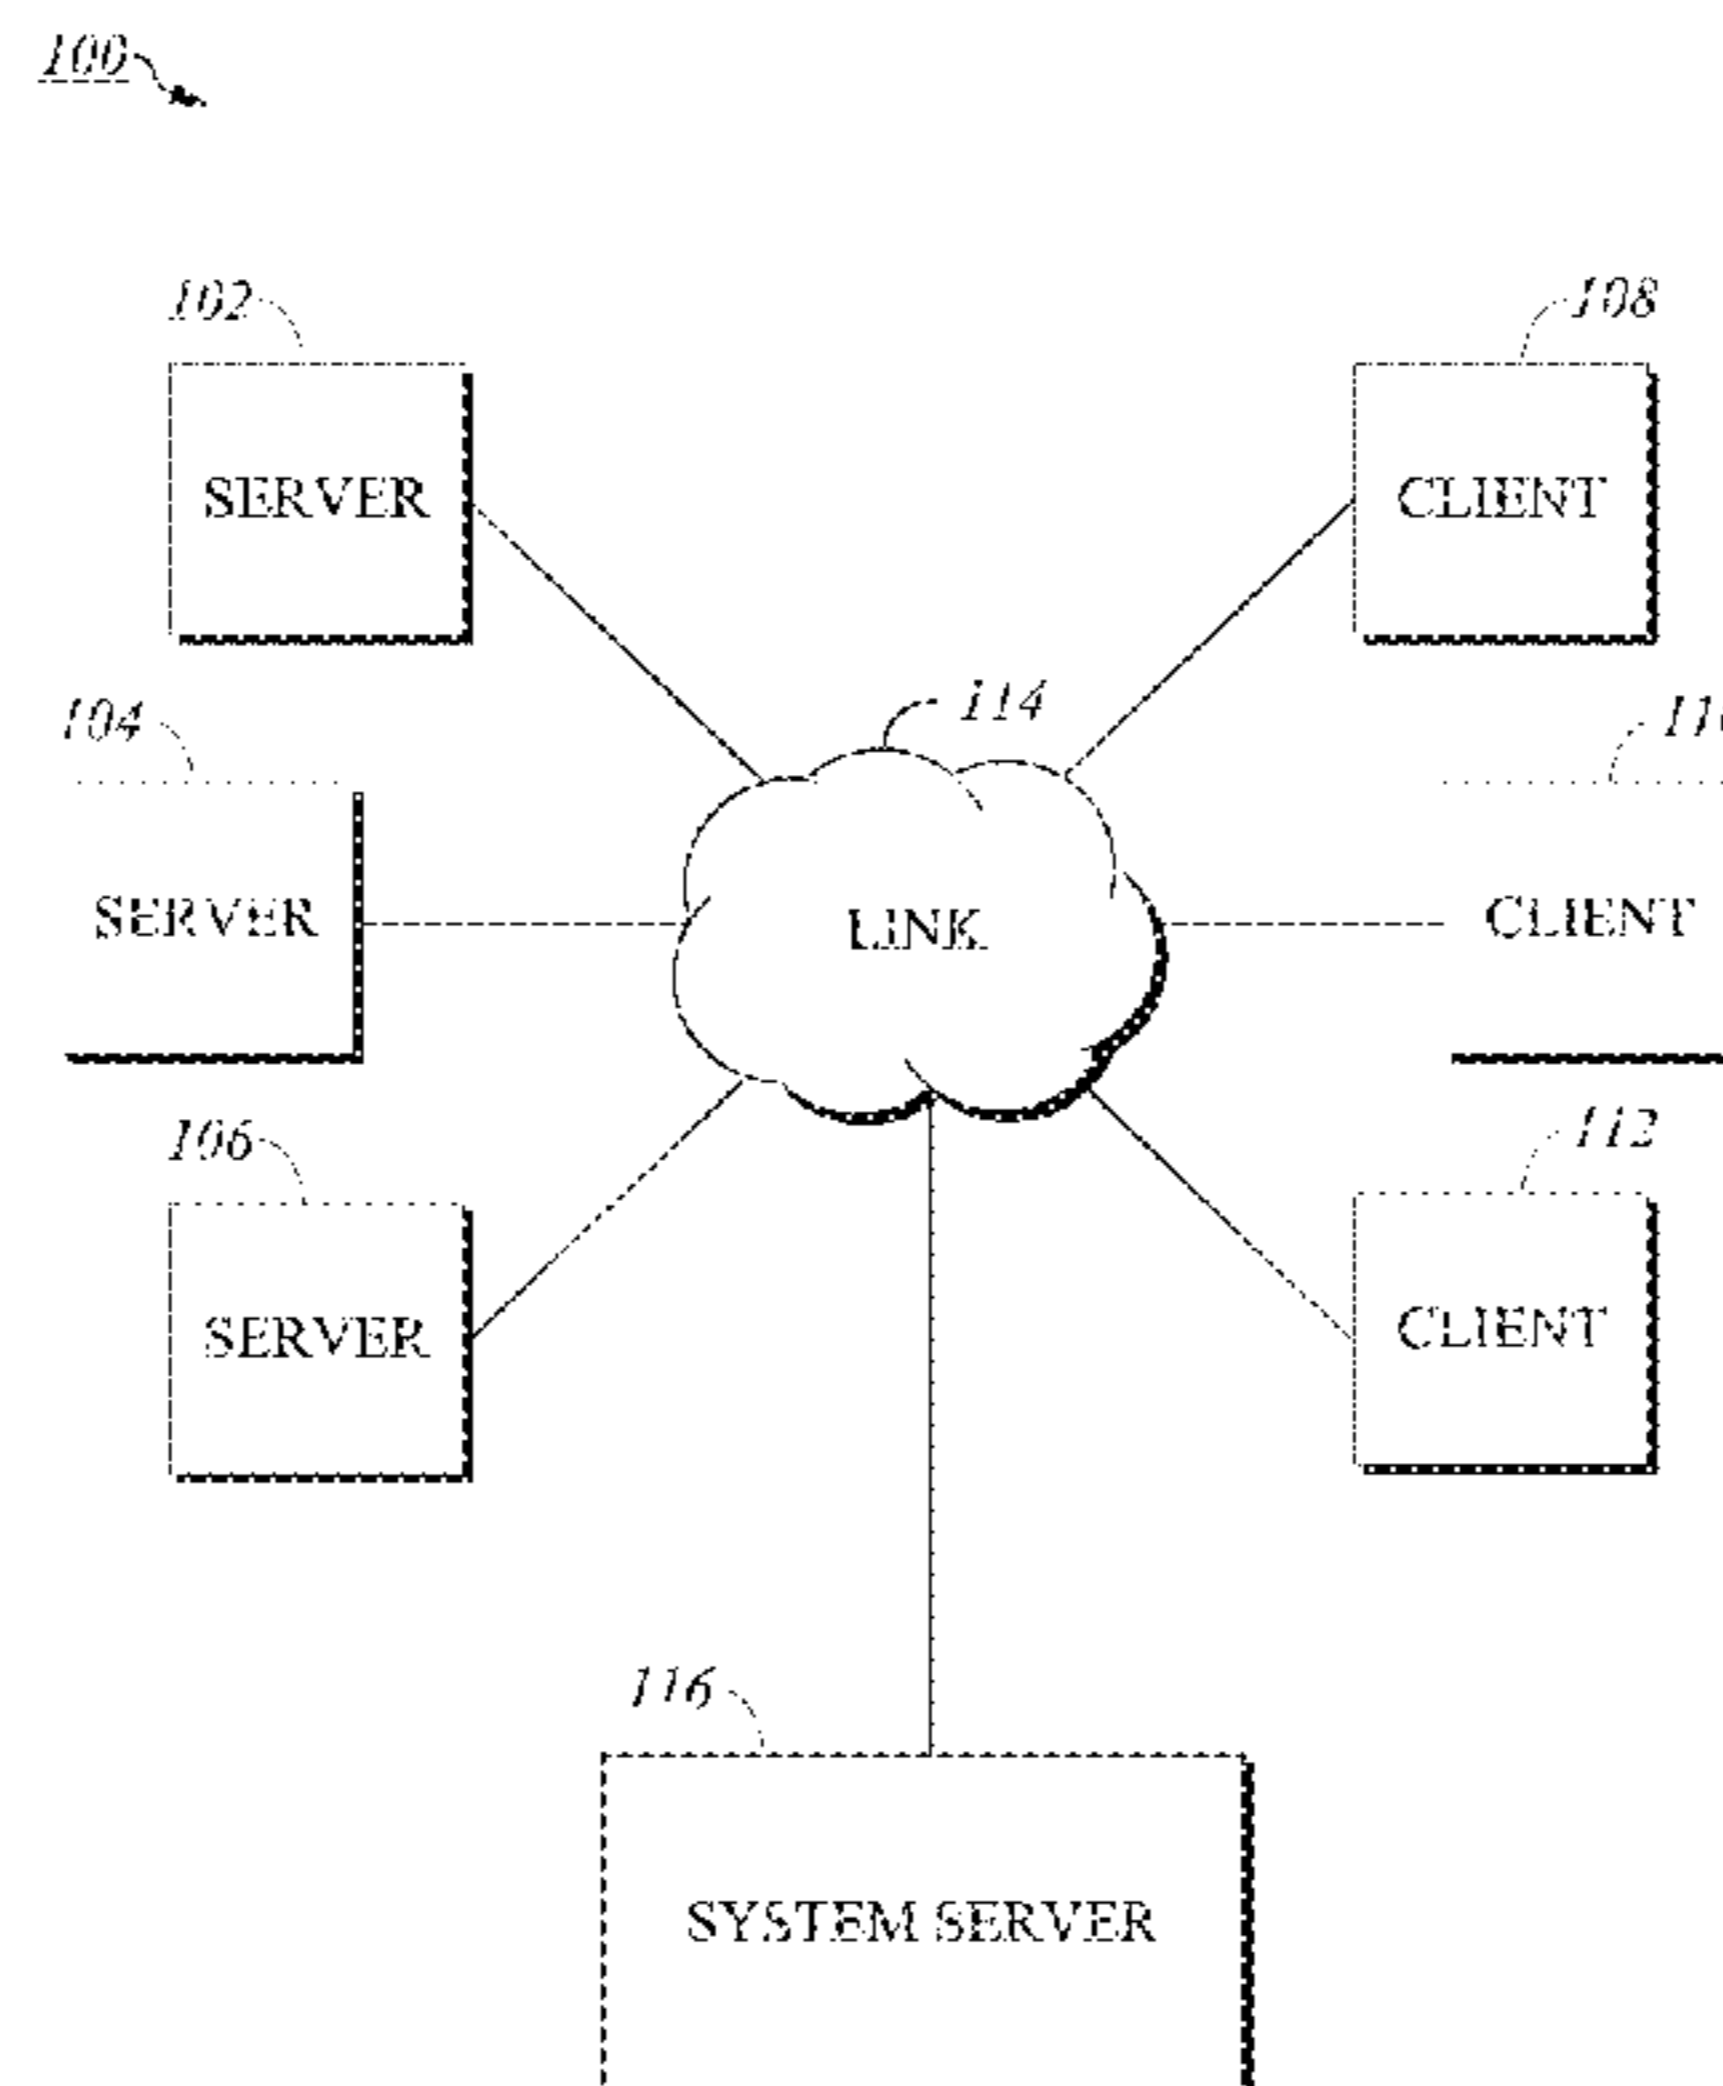 100
102
108
SERVER
CLIENT
114
104
SERVER
LINK
CLIENT
106
112
SERVER
CLIENT
116
SYSTEM SERVER